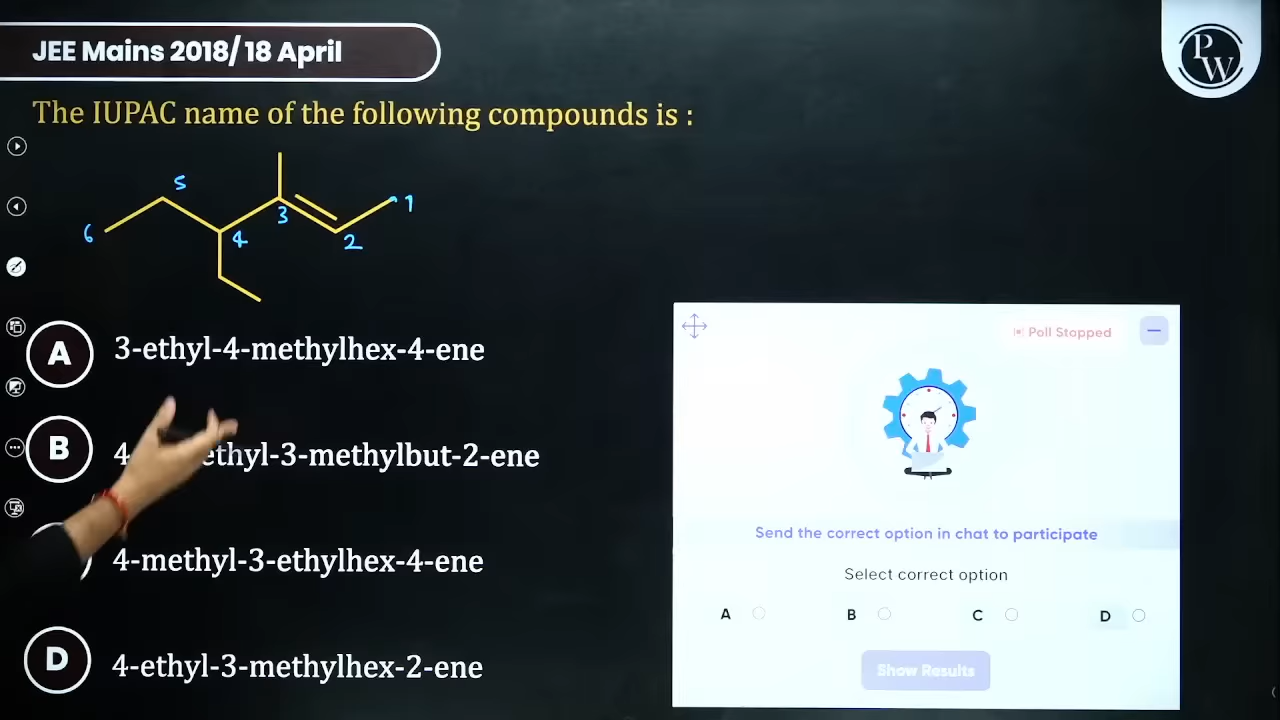 JEE Mains 2018/ 18 April
PW
The IUPAC name of the following compounds is :
5
1
6
4
3
2
A 3-ethyl-4-methylhex-4-ene
B 4- ethyl-3-methylbut-2-ene
4-methyl-3-ethylhex-4-ene
D 4-ethyl-3-methylhex-2-ene
Poll Stopped
Send the correct option in chat to participate
Select correct option
A B C D
Show Results